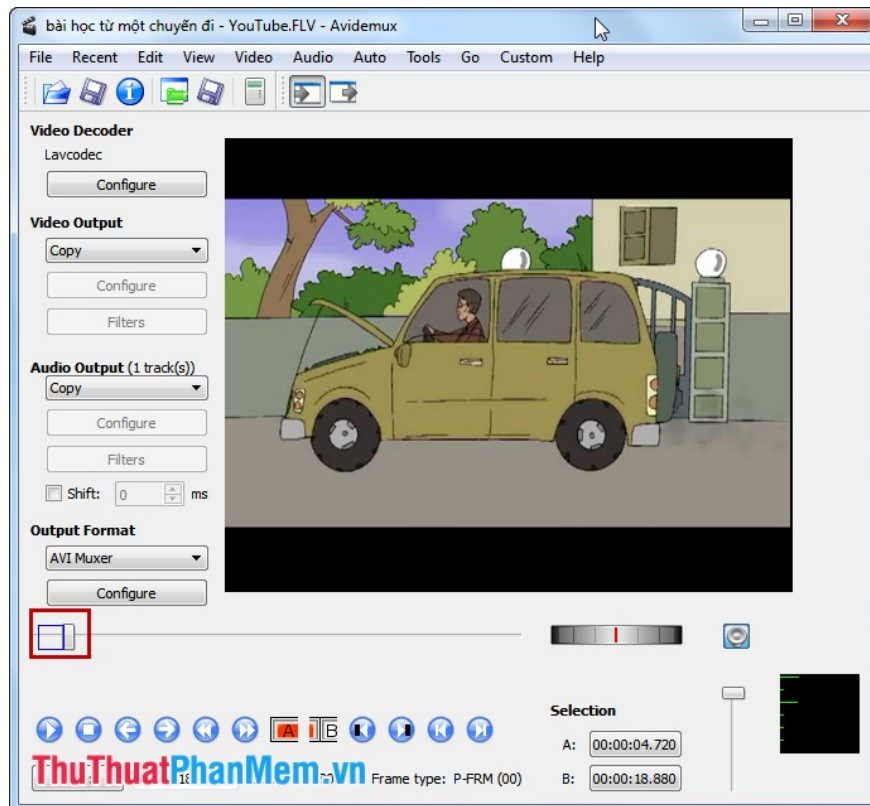 bài học từ một chuyến đi - YouTube.FLV - Avidemux
File Recent Edit View Video Audio Auto Tools Go Custom Help
Video Decoder
Lavcodec
Configure
Video Output
Copy
Configure
Filters
Audio Output (1 track(s))
Copy
Configure
Filters
Shift: 0 ms
Output Format
AVI Muxer
Configure
A B
Selection
A: 00:00:04.720
ThuThuatPhanMem.vn
Frame type: P-FRM (00)
B: 00:00:18.880